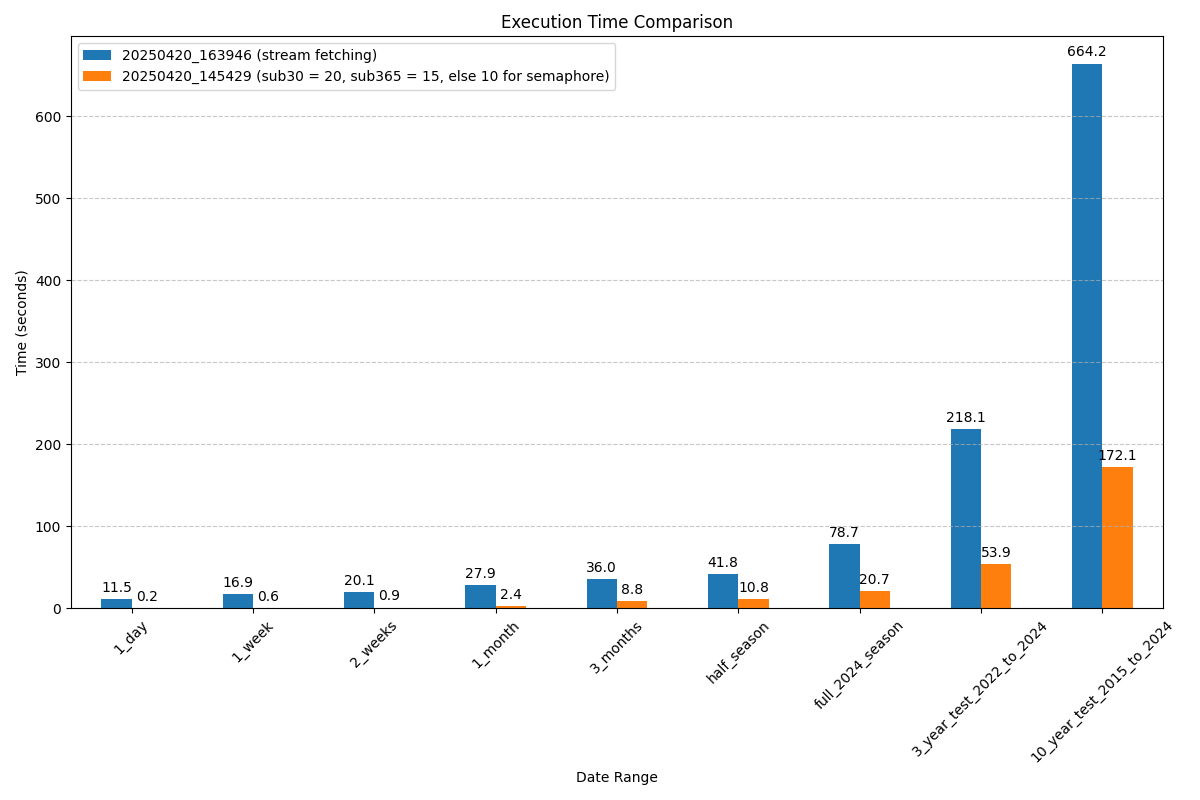 Execution Time Comparison
20250420_163946 (stream fetching)
20250420_145429 (sub30 = 20, sub365 = 15, else 10 for semaphore)
Time (seconds)
600
500
400
300
200
100
0
11.5
0.2
16.9
0.6
20.1
0.9
27.9
2.4
36.0
8.8
41.8
10.8
78.7
20.7
218.1
53.9
664.2
172.1
1_day
1_week
2_weeks
1_month
3_months
half_season
full_2024_season
3_year_test_2022_to_2024
10_year_test_2015_to_2024
Date Range